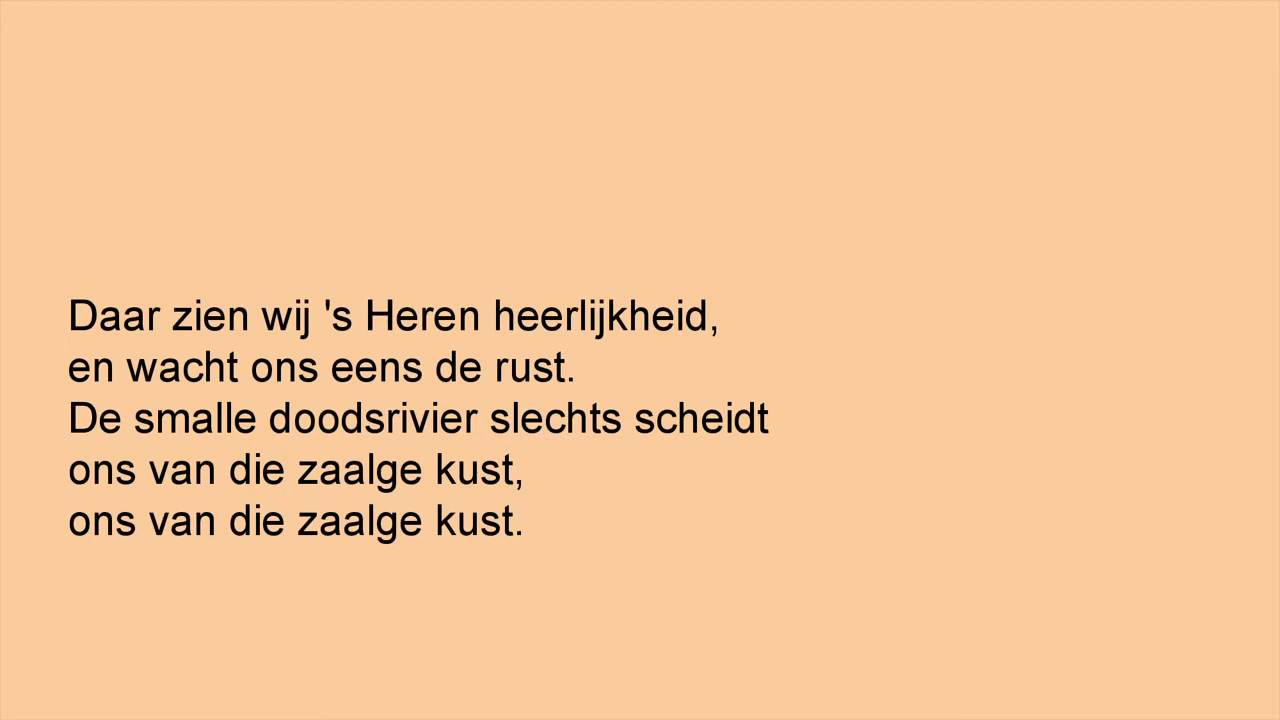 Daar zien wij 's Heren heerlijkheid,
en wacht ons eens de rust.
De smalle doodsrivier slechts scheidt
ons van die zaalge kust,
ons van die zaalge kust.